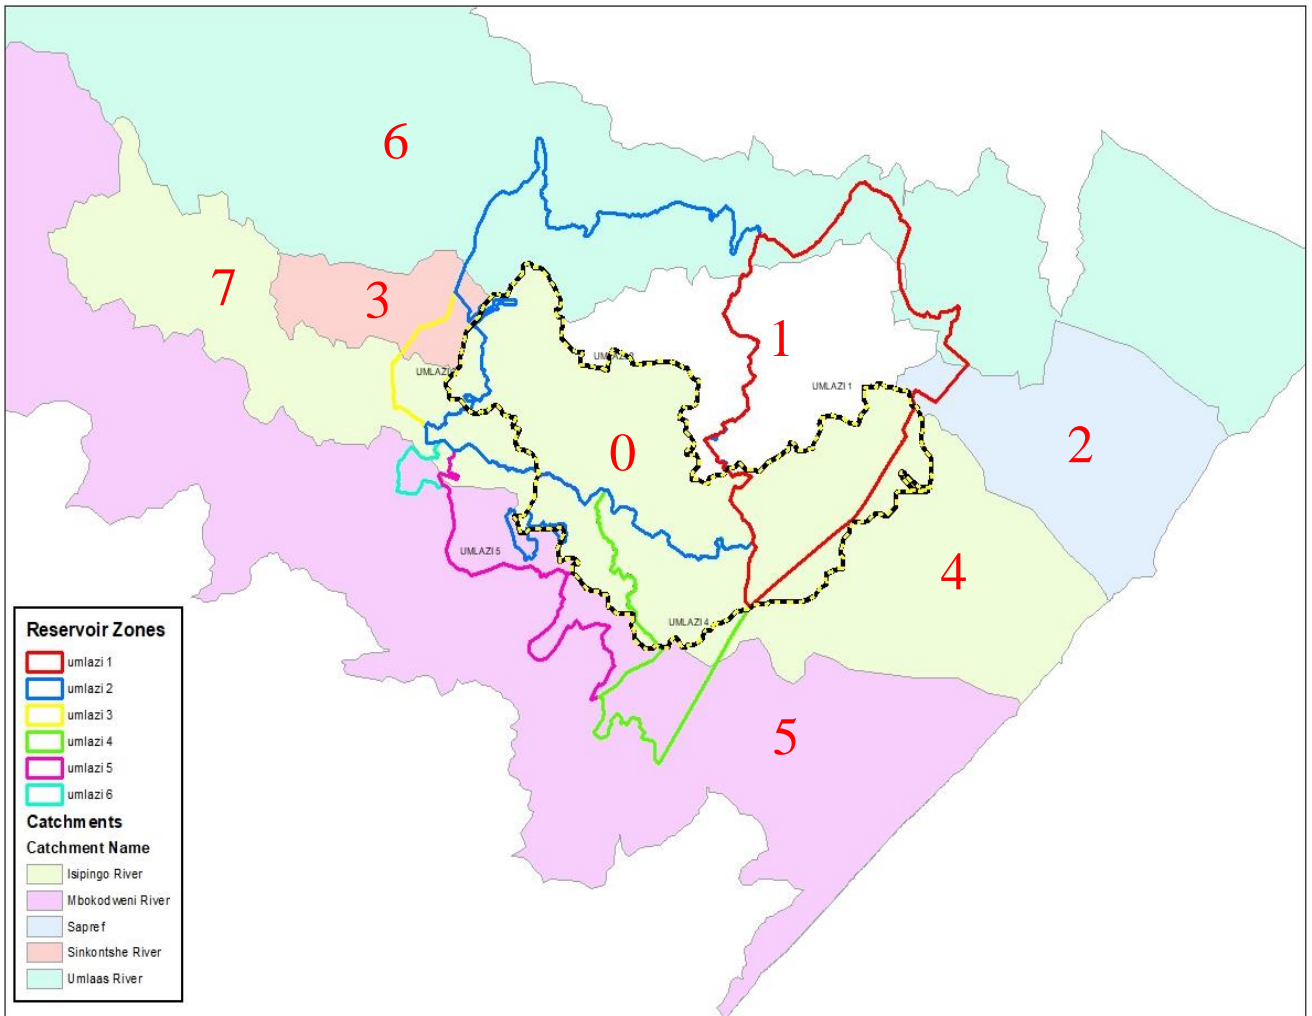 6
7
3
1
UMLAZI
UMLAZI 1
0
2
UMLAZI 5
4
UMLAZI 4
5
Reservoir Zones
umlazi 1
umlazi 2
umlazi 3
umlazi 4
umlazi 5
umlazi 6
Catchments
Catchment Name
Isipingo River
Mbokodweni River
Sapref
Sinkontshe River
Umlaas River